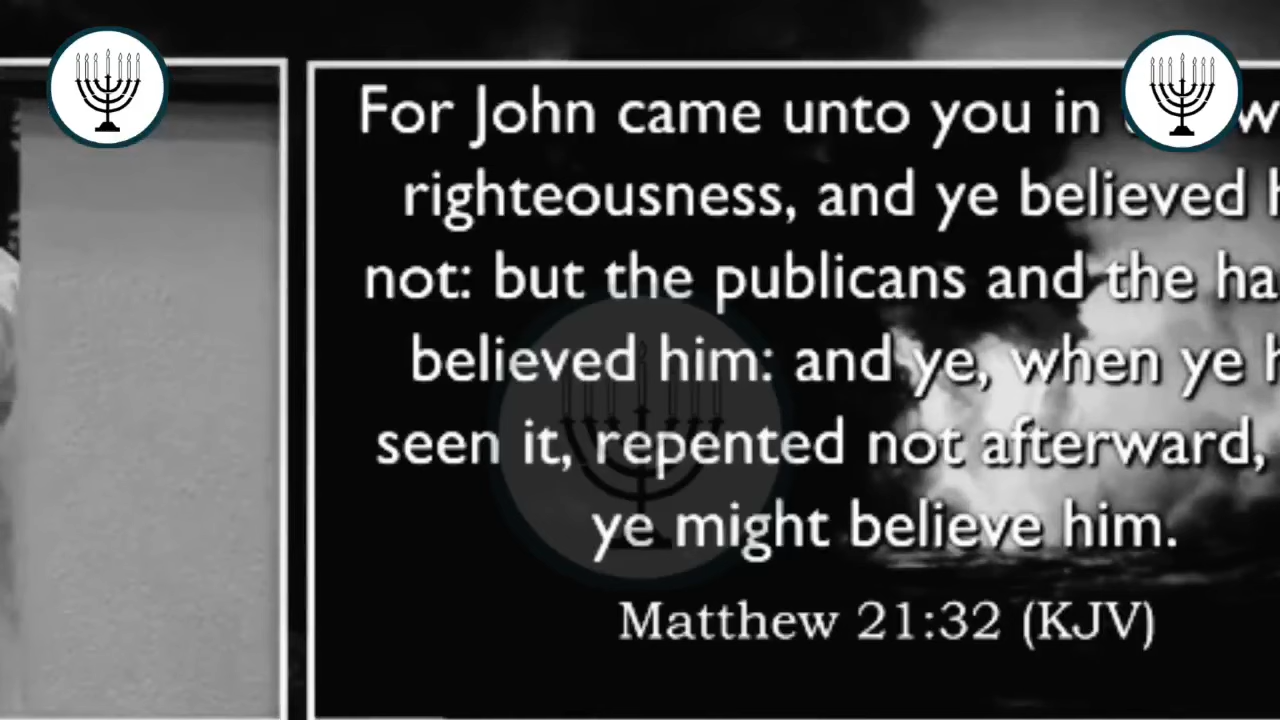 For John came unto you in
righteousness, and ye believed
not: but the publicans and the
believed him: and ye, when ye
seen it, repented not afterward,
ye might believe him.
Matthew 21:32 (KJV)